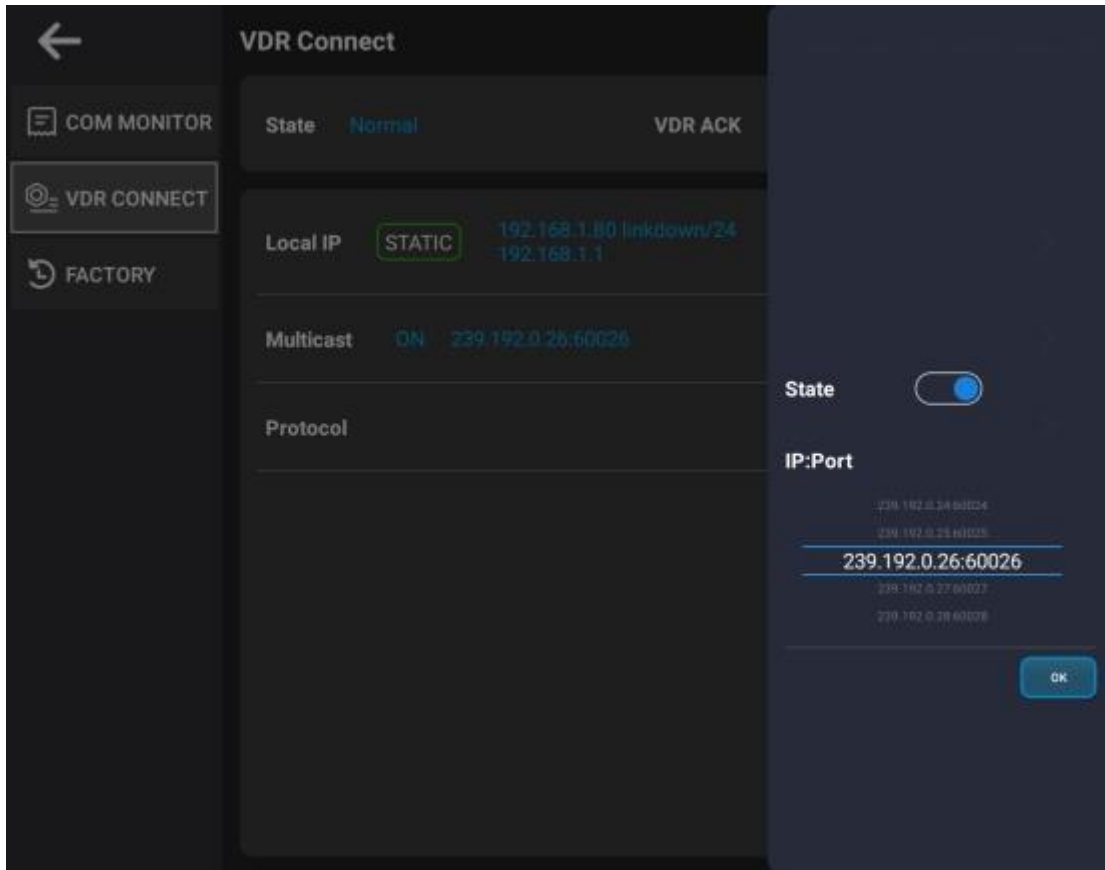 VDR Connect
COM MONITOR
State Normal VDR ACK
VDR CONNECT
Local IP STATIC 192.168.1.80 linkdown/24
192.168.1.1
FACTORY
Multicast ON 239.192.0.26:60026
Protocol
State
IP:Port
239.192.0.24:60024
239.192.0.25:60025
239.192.0.26:60026
239.192.0.27:60027
239.192.0.28:60028
OK